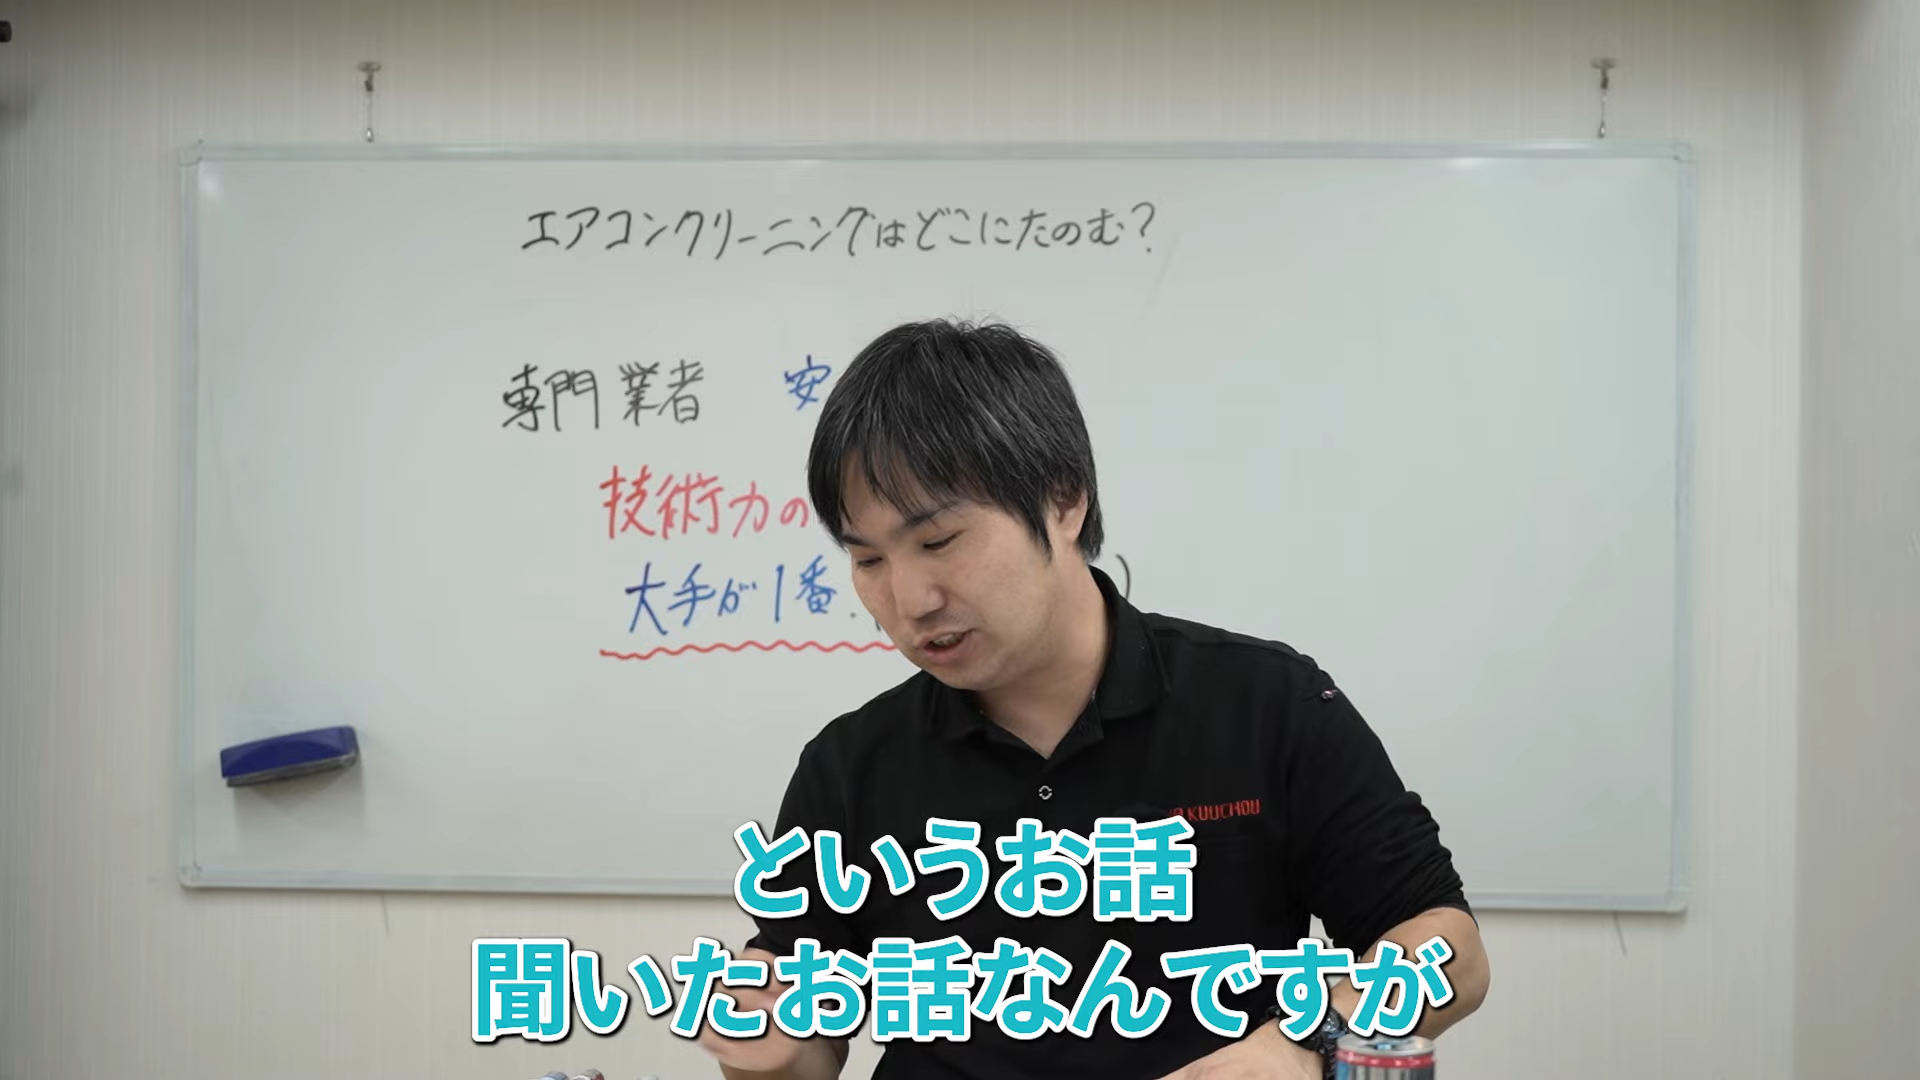 エアコンクリーニングはどこにたのむ?
専門業者 安
技術力の
大手が1番.
KUUCHOU
というお話
聞いたお話なんですが